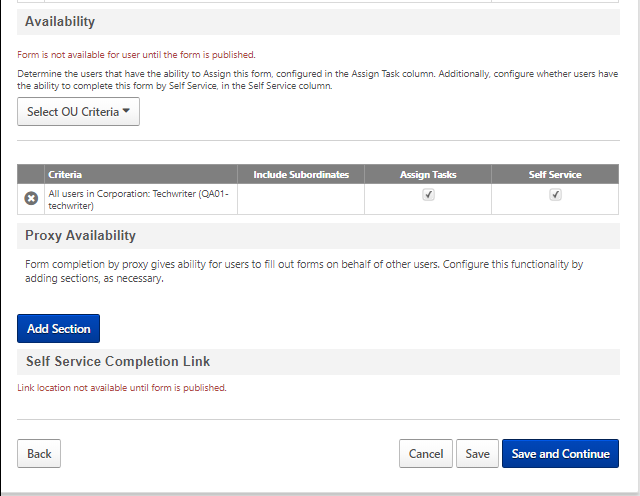 Availability
Form is not available for user until the form is published.
Determine the users that have the ability to Assign this form, configured in the Assign Task column. Additionally, configure whether users have
the ability to complete this form by Self Service, in the Self Service column.
Select OU Criteria
Criteria Include Subordinates Assign Tasks Self Service
All users in Corporation: Techwriter (QA01-
techwriter)
Proxy Availability
Form completion by proxy gives ability for users to fill out forms on behalf of other users. Configure this functionality by
adding sections, as necessary.
Add Section
Self Service Completion Link
Link location not available until form is published.
Back Cancel Save Save and Continue